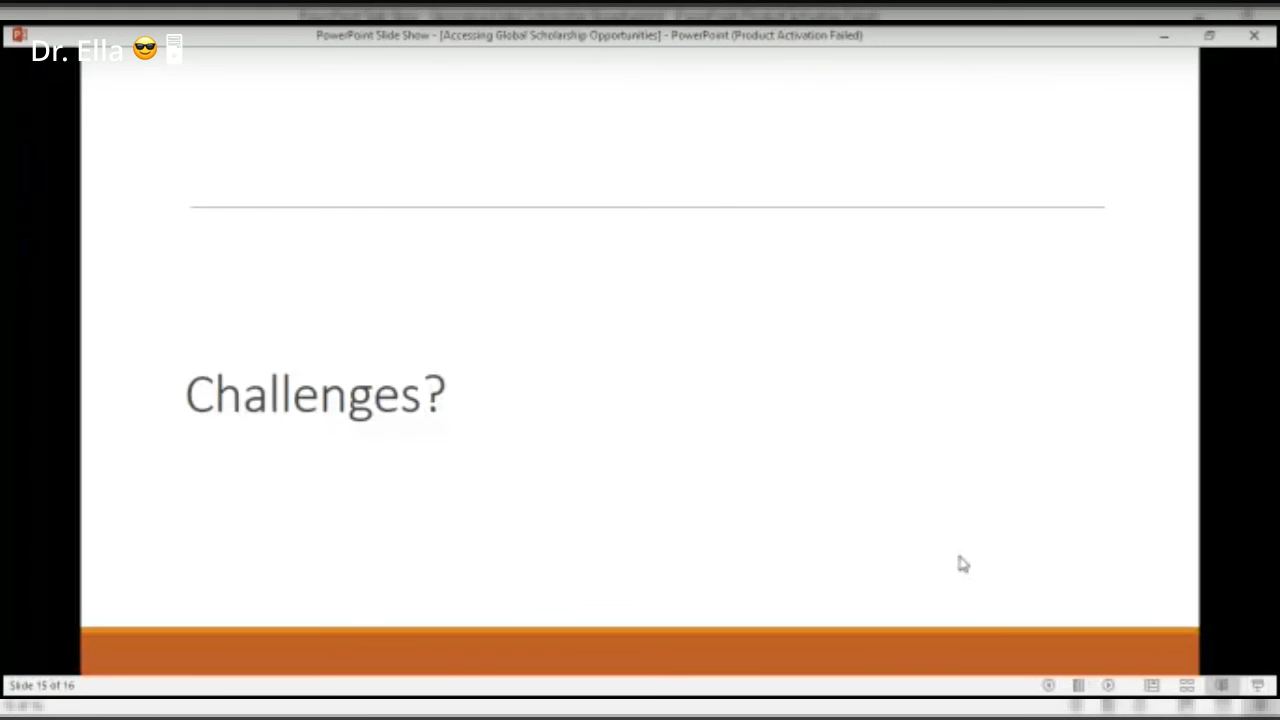 PowerPoint Slide Show - [Accessing Global Scholarship Opportunities] - PowerPoint (Product Activation Failed)
Dr. Ella 😎🖥
Challenges?
Slide 15 of 16